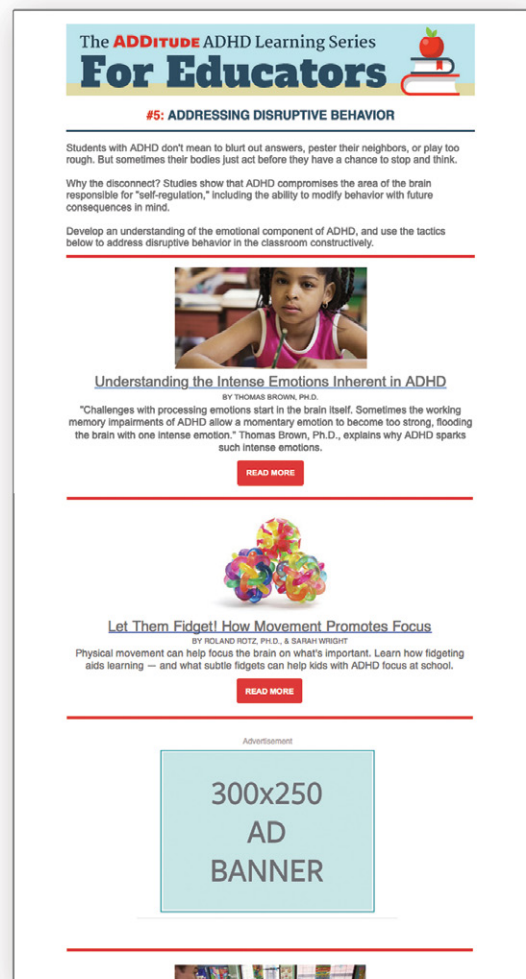 The ADDITUDE ADHD Learning Series
For Educators
#5: ADDRESSING DISRUPTIVE BEHAVIOR
Students with ADHD don't mean to blurt out answers, pester their neighbors, or play too
rough. But sometimes their bodies just act before they have a chance to stop and think.
Why the disconnect? Studies show that ADHD compromises the area of the brain
responsible for "self-regulation," including the ability to modify behavior with future
consequences in mind.
Develop an understanding of the emotional component of ADHD, and use the tactics
below to address disruptive behavior in the classroom constructively.
Understanding the Intense Emotions Inherent in ADHD
BY THOMAS BROWN, PH.D.
"Challenges with processing emotions start in the brain itself. Sometimes the working
memory impairments of ADHD allow a momentary emotion to become too strong, flooding
the brain with one intense emotion." Thomas Brown, Ph.D., explains why ADHD sparks
such intense emotions.
READ MORE
Let Them Fidget! How Movement Promotes Focus
BY ROLAND ROTZ, PH.D., & SARAH WRIGHT
Physical movement can help focus the brain on what's important. Learn how fidgeting
aids learning — and what subtle fidgets can help kids with ADHD focus at school.
READ MORE
Advertisement
300x250
AD
BANNER